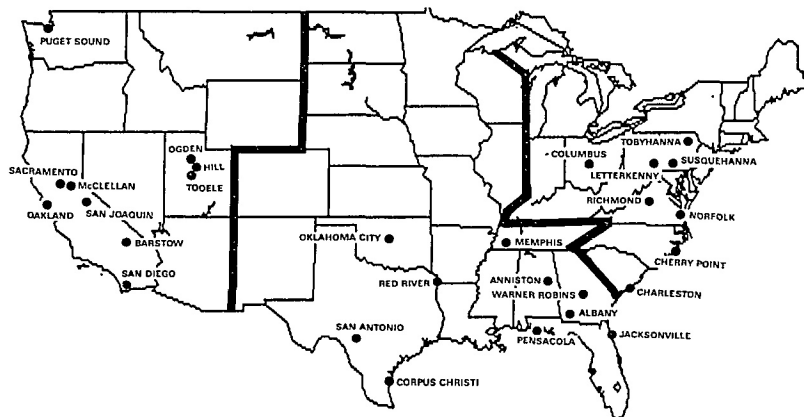 PUGET SOUND
OGDEN
HILL
TOOELE
SACRAMENTO
McCLELLAN
OAKLAND
SAN JOAQUIN
BARSTOW
SAN DIEGO
OKLAHOMA CITY
RED RIVER
SAN ANTONIO
CORPUS CHRISTI
MEMPHIS
ANNISTON
WARNER ROBINS
ALBANY
PENSACOLA
JACKSONVILLE
CHARLESTON
CHERRY POINT
NORFOLK
RICHMOND
LETTERKENNY
SUSQUEHANNA
TOBYHANNA
COLUMBUS